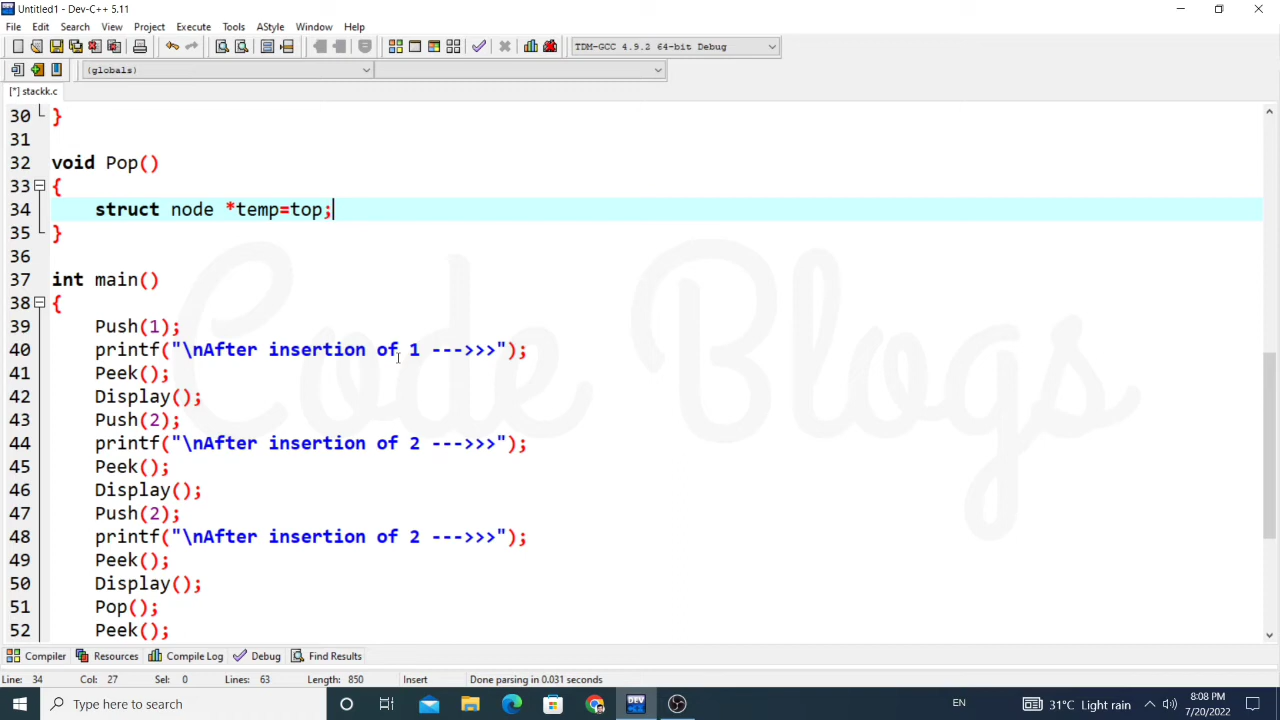 Untitled1 - Dev-C++ 5.11
File Edit Search View Project Execute Tools AStyle Window Help
TDM-GCC 4.9.2 64-bit Debug
(globals)
[*] stackk.c
30 }
31
32 void Pop()
33 {
34 struct node *temp=top;
35 }
36
37 int main()
38 {
39 Push(1);
40 printf("\nAfter insertion of 1 --->>>");
41 Peek();
42 Display();
43 Push(2);
44 printf("\nAfter insertion of 2 --->>>");
45 Peek();
46 Display();
47 Push(2);
48 printf("\nAfter insertion of 2 --->>>");
49 Peek();
50 Display();
51 Pop();
52 Peek();
Code Blogs
Compiler Resources Compile Log Debug Find Results
Line: 34 Col: 27 Sel: 0 Lines: 63 Length: 850 Insert Done parsing in 0.031 seconds
Type here to search
DEV
EN
31°C Light rain
8:08 PM
7/20/2022